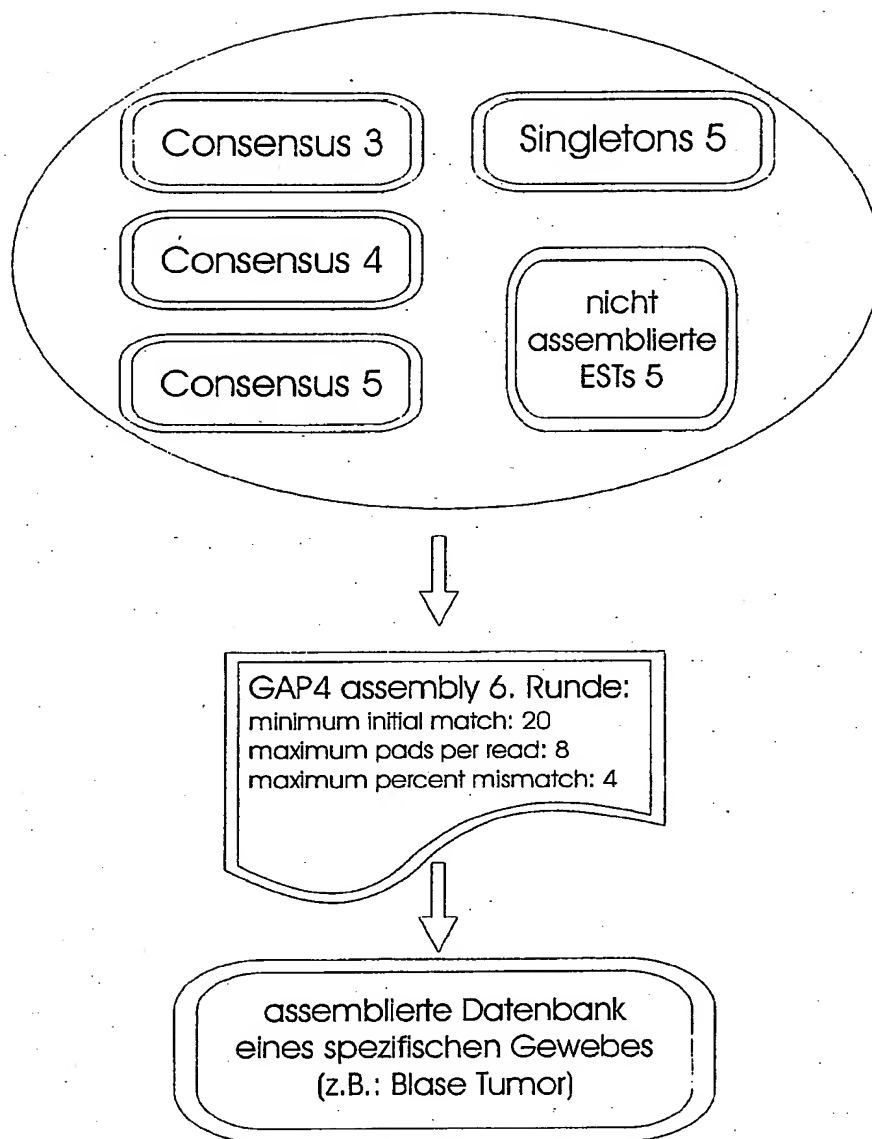 Consensus 3
Singletons 5
Consensus 4
nicht
assemblierte
ESTs 5
Consensus 5
GAP4 assembly 6. Runde:
minimum initial match: 20
maximum pads per read: 8
maximum percent mismatch: 4
assemblierte Datenbank
eines spezifischen Gewebes
(z.B.: Blase Tumor)